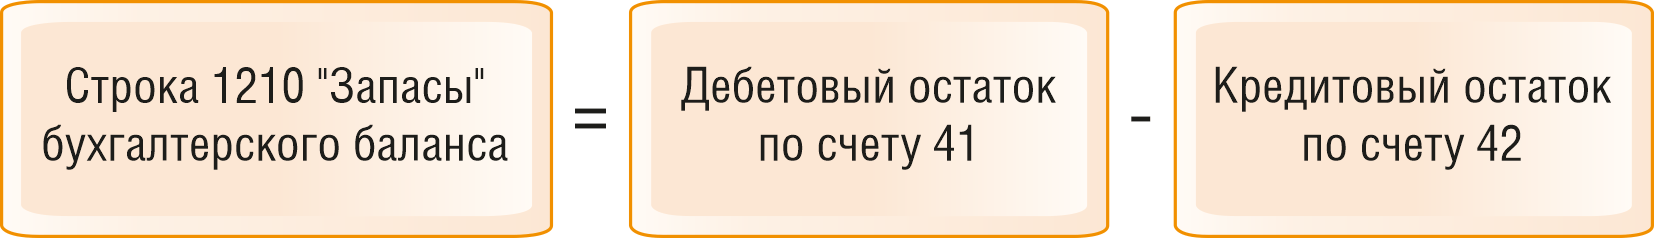 Строка 1210 "Запасы"
бухгалтерского баланса
=
Дебетовый остаток
по счету 41
-
Кредитовый остаток
по счету 42